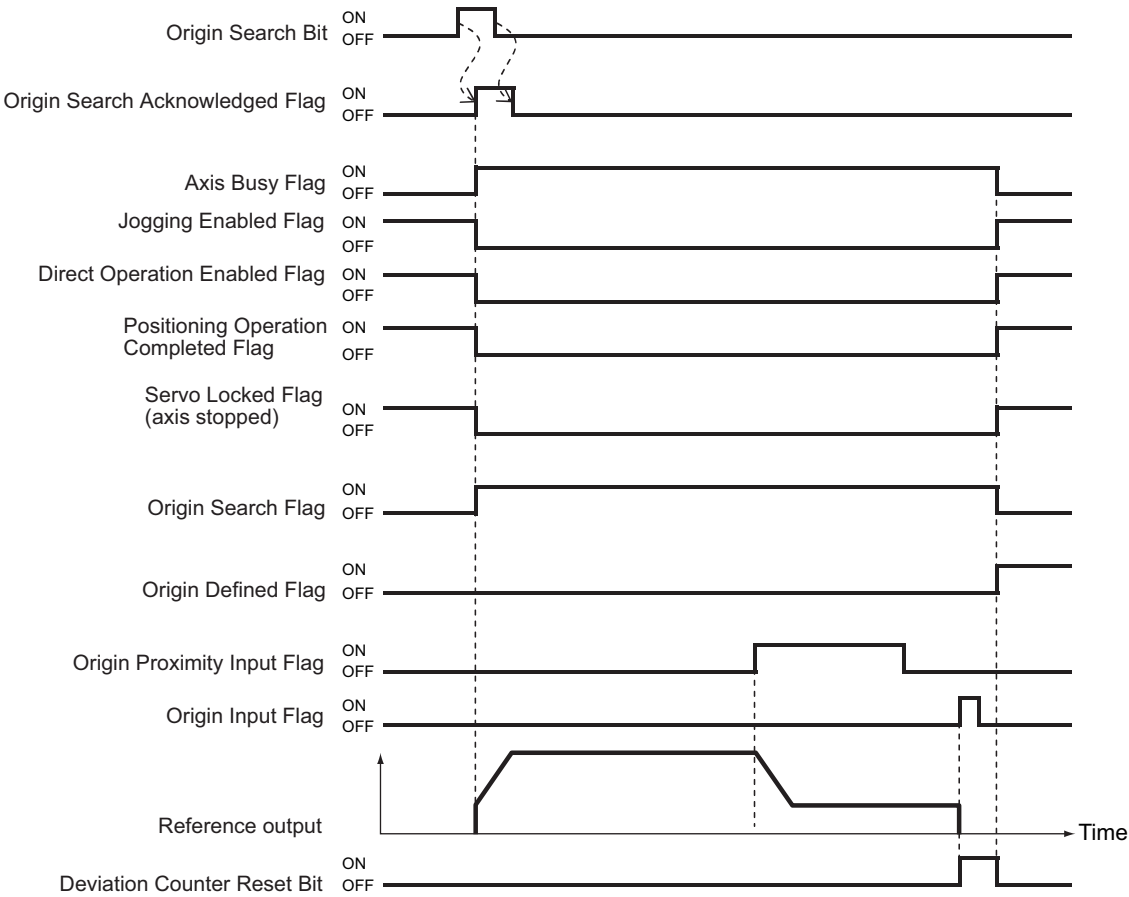 Origin Search Bit
ON
OFF
Origin Search Acknowledged Flag
ON
OFF
Axis Busy Flag
ON
OFF
Jogging Enabled Flag
ON
OFF
Direct Operation Enabled Flag
ON
OFF
Positioning Operation
Completed Flag
ON
OFF
Servo Locked Flag
(axis stopped)
ON
OFF
Origin Search Flag
ON
OFF
Origin Defined Flag
ON
OFF
Origin Proximity Input Flag
ON
OFF
Origin Input Flag
ON
OFF
Reference output
Time
Deviation Counter Reset Bit
ON
OFF